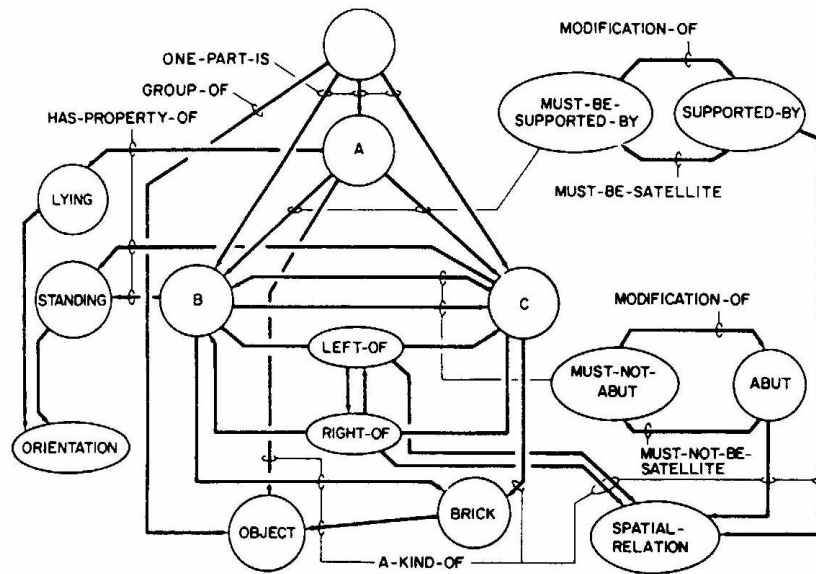 ONE-PART-IS
GROUP-OF
HAS-PROPERTY-OF
MODIFICATION-OF
MUST-BE-
SUPPORTED-BY
SUPPORTED-BY
MUST-BE-SATELLITE
A
LYING
STANDING
B
C
LEFT-OF
RIGHT-OF
ORIENTATION
MODIFICATION-OF
MUST-NOT-
ABUT
ABUT
MUST-NOT-BE-
SATELLITE
OBJECT
BRICK
SPATIAL-
RELATION
A-KIND-OF